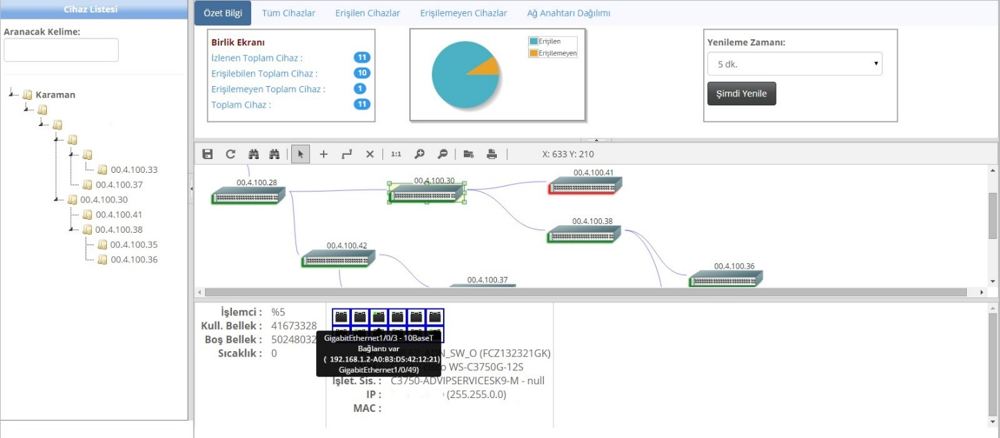 Cihaz Listesi
Aranacak Kelime:
Karaman
00.4.100.33
00.4.100.37
00.4.100.30
00.4.100.41
00.4.100.38
00.4.100.35
00.4.100.36
Özet Bilgi Tüm Cihazlar Erişilen Cihazlar Erişilemeyen Cihazlar Ağ Anahtarı Dağılımı
Birlik Ekranı
İzlenen Toplam Cihaz : 11
Erişilebilen Toplam Cihaz : 10
Erişilemeyen Toplam Cihaz : 1
Toplam Cihaz : 11
Erişilen
Erişilemeyen
Yenileme Zamanı:
5 dk.
Şimdi Yenile
1:1 X: 633 Y: 210
00.4.100.28
00.4.100.30
00.4.100.41
00.4.100.38
00.4.100.42
00.4.100.36
00.4.100.37
İşlemci : %5
Kull. Bellek : 41673328
Boş Bellek : 50248032
Sıcaklık : 0
GigabitEthernet1/0/3 - 10BaseT
Bağlantı var
( 192.168.1.2-A0:B3:D5:42:12:21)
GigabitEthernet1/0/49)
N_SW_O (FCZ132321GK)
WS-C3750G-12S
İşlet. Sis. : C3750-ADVIPSERVICESK9-M - null
IP : (255.255.0.0)
MAC :